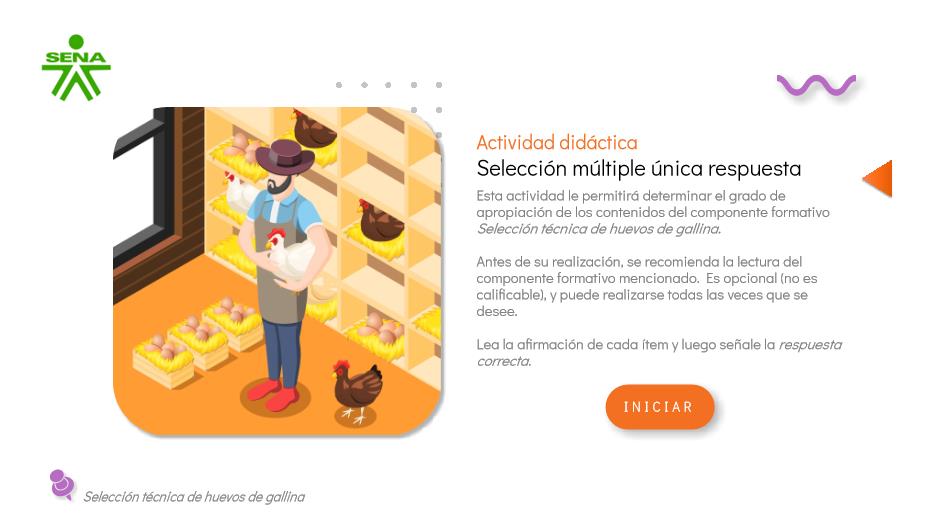 SENA
Actividad didáctica
Selección múltiple única respuesta
Esta actividad le permitirá determinar el grado de
apropiación de los contenidos del componente formativo
Selección técnica de huevos de gallina.
Antes de su realización, se recomienda la lectura del
componente formativo mencionado. Es opcional (no es
calificable), y puede realizarse todas las veces que se
desee.
Lea la afirmación de cada ítem y luego señale la respuesta
correcta.
INICIAR
Selección técnica de huevos de gallina